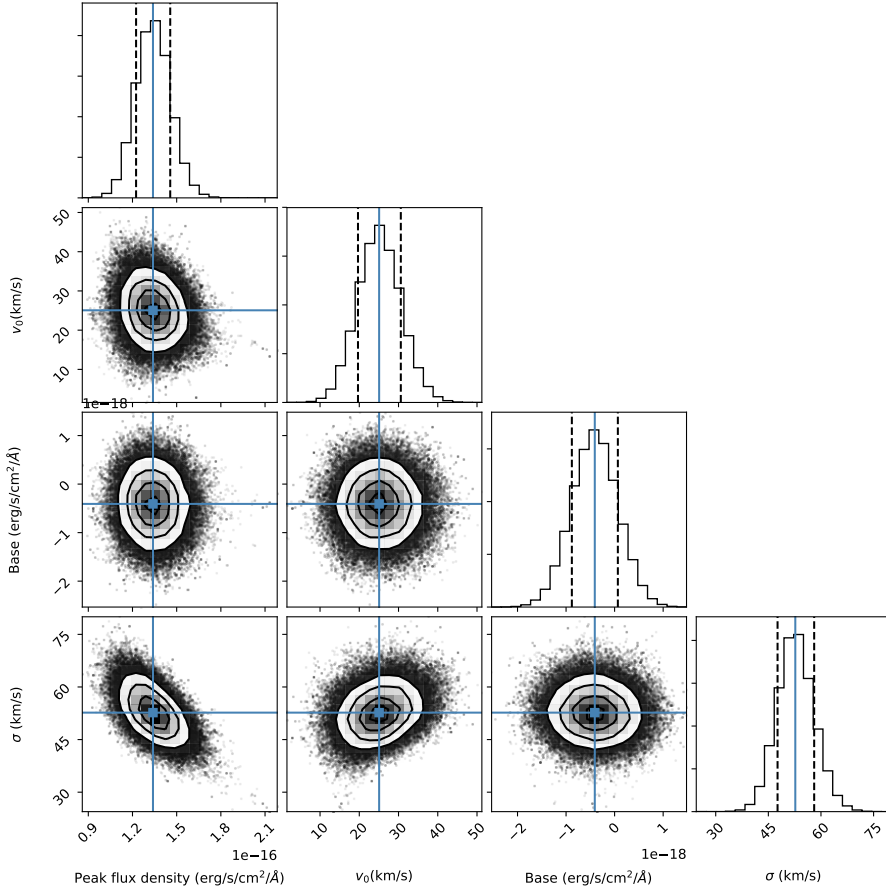 50
40
30
20
10
v₀(km/s)
1e−18
1
0
−1
−2
Base (erg/s/cm²/Å)
75
60
45
30
σ (km/s)
0.9 1.2 1.5 1.8 2.1
1e−16
Peak flux density (erg/s/cm²/Å)
10 20 30 40 50
v₀(km/s)
−2 −1 0 1
1e−18
Base (erg/s/cm²/Å)
30 45 60 75
σ (km/s)